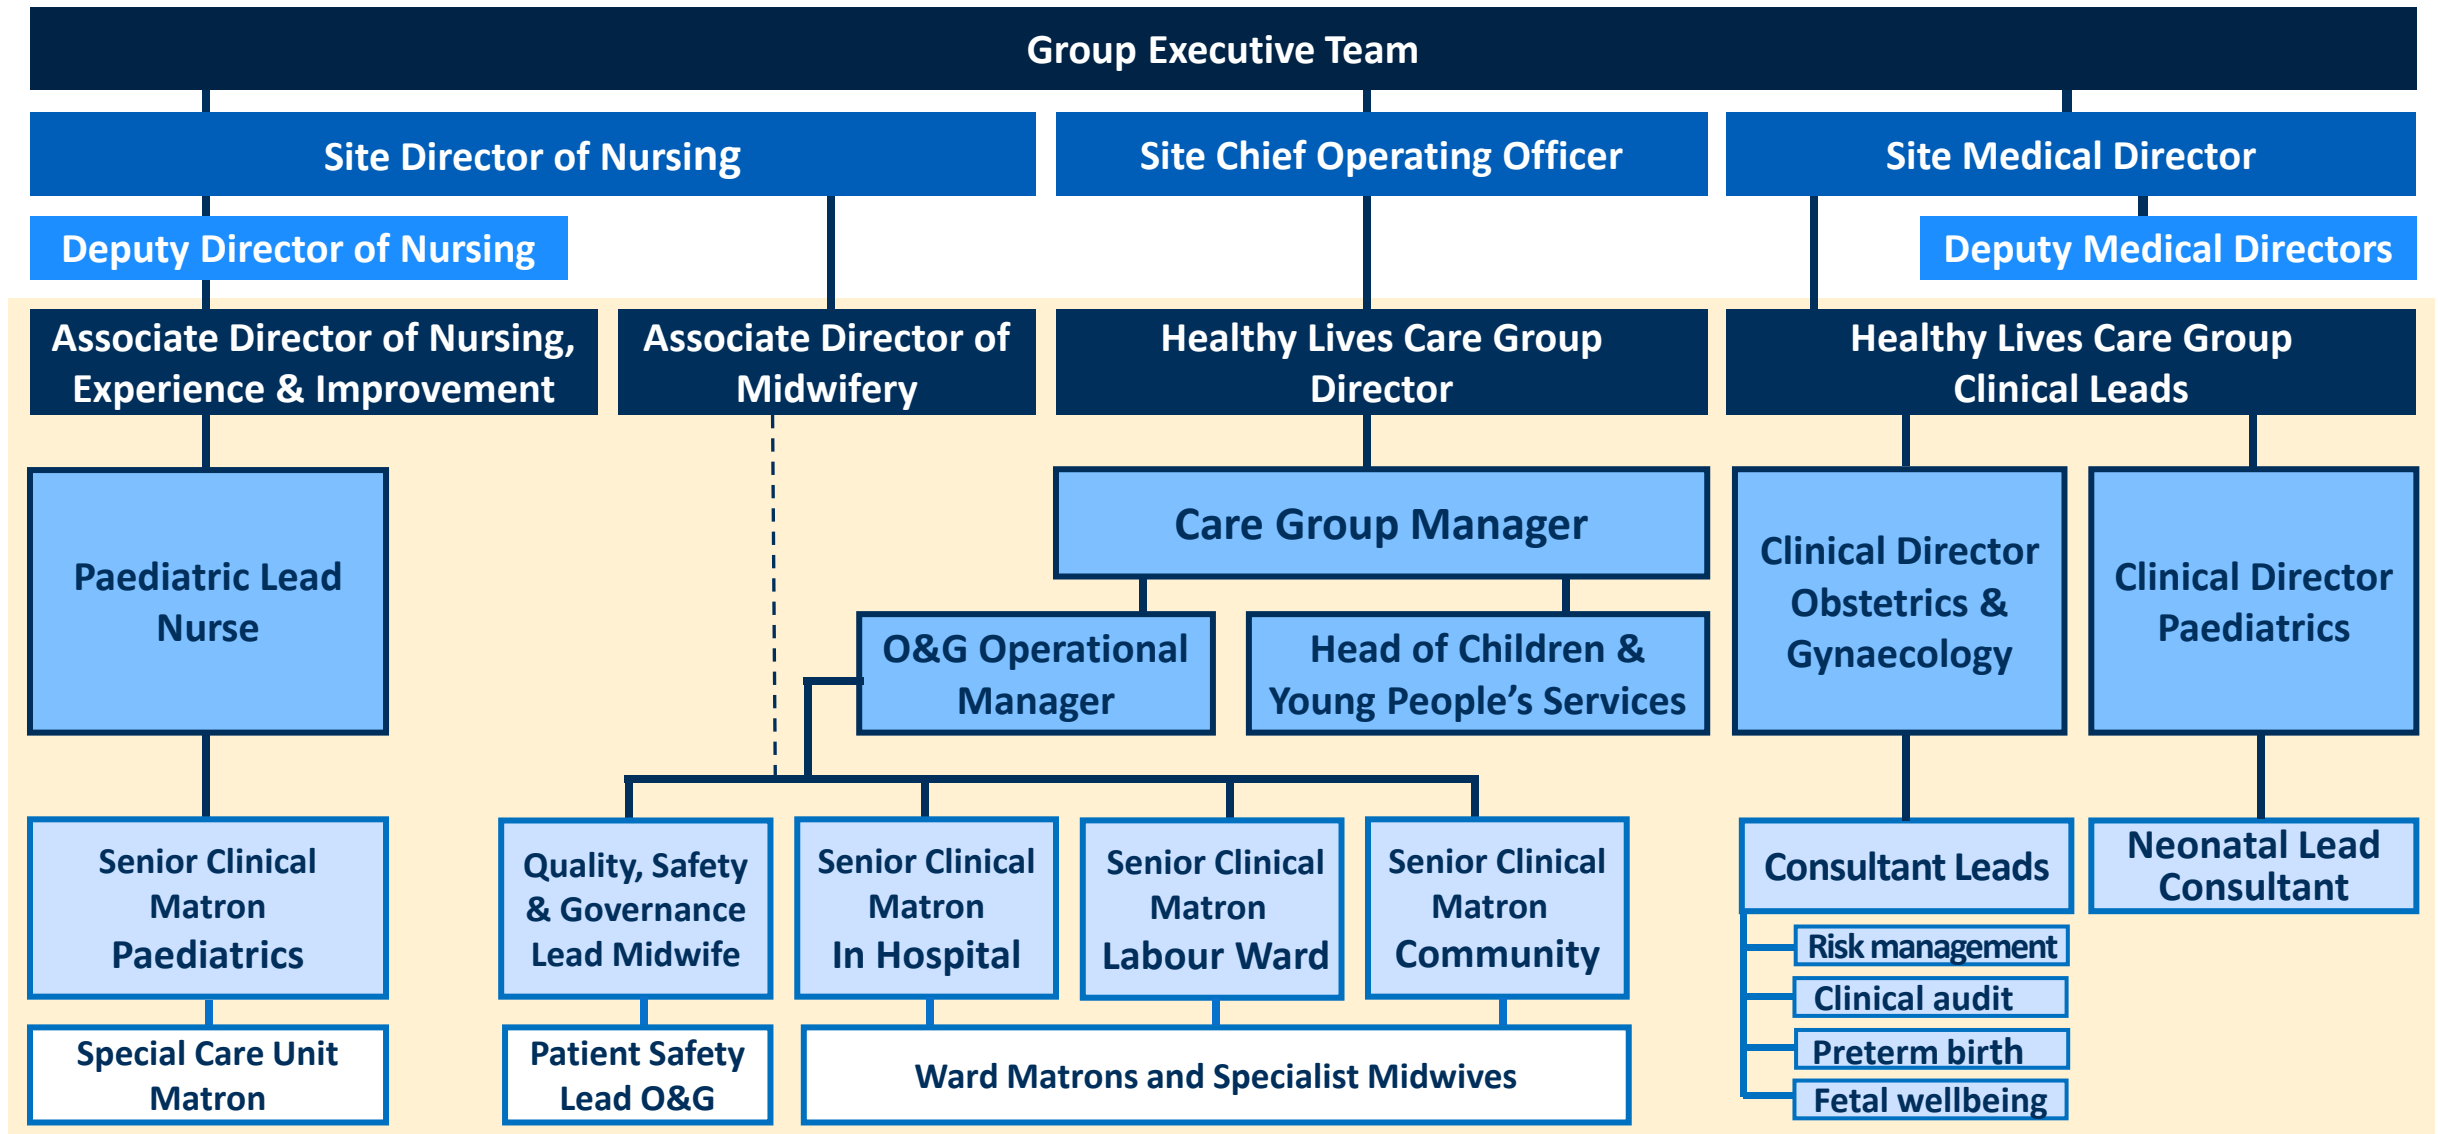 Group Executive Team
Site Director of Nursing
Site Chief Operating Officer
Site Medical Director
Deputy Director of Nursing
Deputy Medical Directors
Associate Director of Nursing,
Experience & Improvement
Associate Director of
Midwifery
Healthy Lives Care Group
Director
Healthy Lives Care Group
Clinical Leads
Paediatric Lead
Nurse
Care Group Manager
O&G Operational
Manager
Head of Children &
Young People’s Services
Clinical Director
Obstetrics &
Gynaecology
Clinical Director
Paediatrics
Senior Clinical
Matron
Paediatrics
Quality, Safety
& Governance
Lead Midwife
Senior Clinical
Matron
In Hospital
Senior Clinical
Matron
Labour Ward
Senior Clinical
Matron
Community
Consultant Leads
Neonatal Lead
Consultant
Risk management
Clinical audit
Preterm birth
Fetal wellbeing
Special Care Unit
Matron
Patient Safety
Lead O&G
Ward Matrons and Specialist Midwives